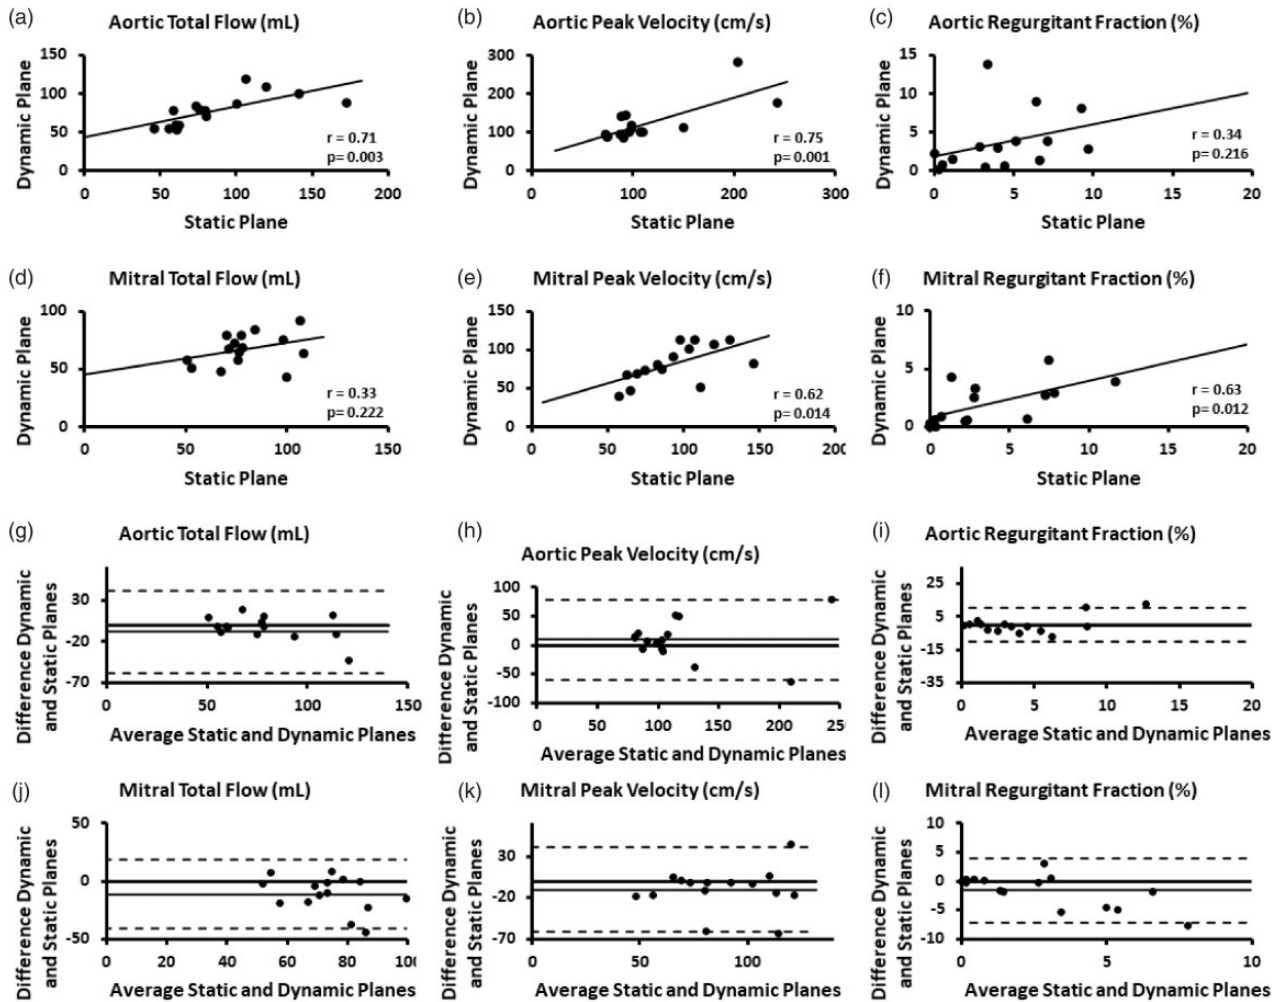 (a) Aortic Total Flow (mL)
150
100
50
0
0 50 100 150 200
Dynamic Plane
Static Plane
r = 0.71
p= 0.003
(b) Aortic Peak Velocity (cm/s)
300
200
100
0
0 100 200 300
Dynamic Plane
Static Plane
r = 0.75
p= 0.001
(c) Aortic Regurgitant Fraction (%)
15
10
5
0
0 5 10 15 20
Dynamic Plane
Static Plane
r = 0.34
p= 0.216
(d) Mitral Total Flow (mL)
100
50
0
0 50 100 150
Dynamic Plane
Static Plane
r = 0.33
p= 0.222
(e) Mitral Peak Velocity (cm/s)
150
100
50
0
0 50 100 150 200
Dynamic Plane
Static Plane
r = 0.62
p= 0.014
(f) Mitral Regurgitant Fraction (%)
10
5
0
0 5 10 15 20
Dynamic Plane
Static Plane
r = 0.63
p= 0.012
(g) Aortic Total Flow (mL)
30
-20
-70
0 50 100 150
Difference Dynamic
and Static Planes
Average Static and Dynamic Planes
(h) Aortic Peak Velocity (cm/s)
100
50
0
-50
-100
0 50 100 150 200 250
Difference Dynamic
and Static Planes
Average Static and Dynamic Planes
(i) Aortic Regurgitant Fraction (%)
25
5
-15
-35
0 5 10 15 20
Difference Dynamic
and Static Planes
Average Static and Dynamic Planes
(j) Mitral Total Flow (mL)
50
0
-50
0 20 40 60 80 100
Difference Dynamic
and Static Planes
Average Static and Dynamic Planes
(k) Mitral Peak Velocity (cm/s)
30
-20
-70
0 50 100
Difference Dynamic
and Static Planes
Average Static and Dynamic Planes
(l) Mitral Regurgitant Fraction (%)
10
5
0
-5
-10
0 5 10
Difference Dynamic
and Static Planes
Average Static and Dynamic Planes